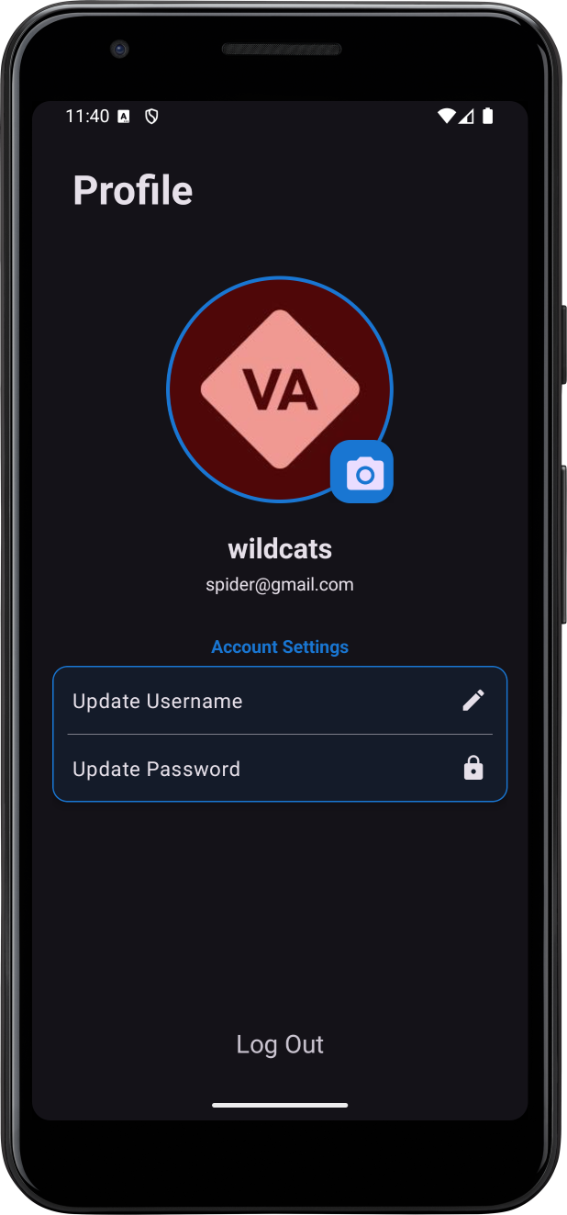 11:40
Profile
VA
wildcats
spider@gmail.com
Account Settings
Update Username
Update Password
Log Out